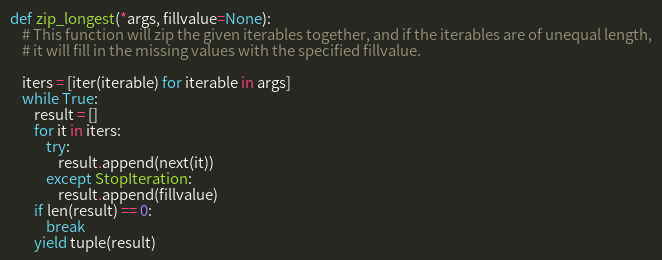 def zip_longest(*args, fillvalue=None):
    # This function will zip the given iterables together, and if the iterables are of unequal length,
    # it will fill in the missing values with the specified fillvalue.

    iters = [iter(iterable) for iterable in args]
    while True:
        result = []
        for it in iters:
            try:
                result.append(next(it))
            except StopIteration:
                result.append(fillvalue)
        if len(result) == 0:
            break
        yield tuple(result)